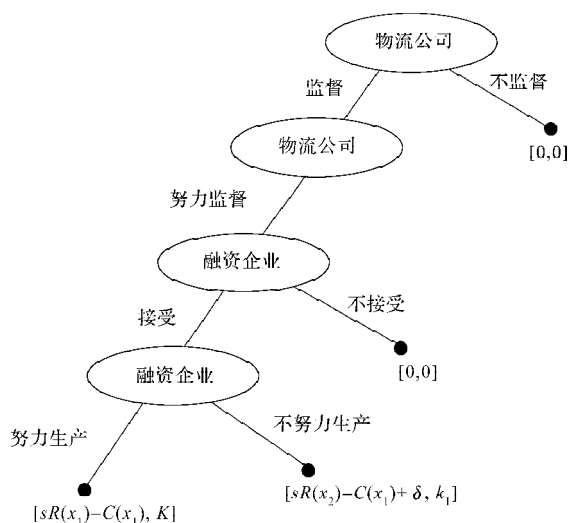 物流公司
监督
不监督
物流公司
[0,0]
努力监督
融资企业
接受
不接受
融资企业
[0,0]
努力生产
不努力生产
[sR(x₁)−C(x₁), K]
[sR(x₂)−C(x₁)+ δ, k₁]